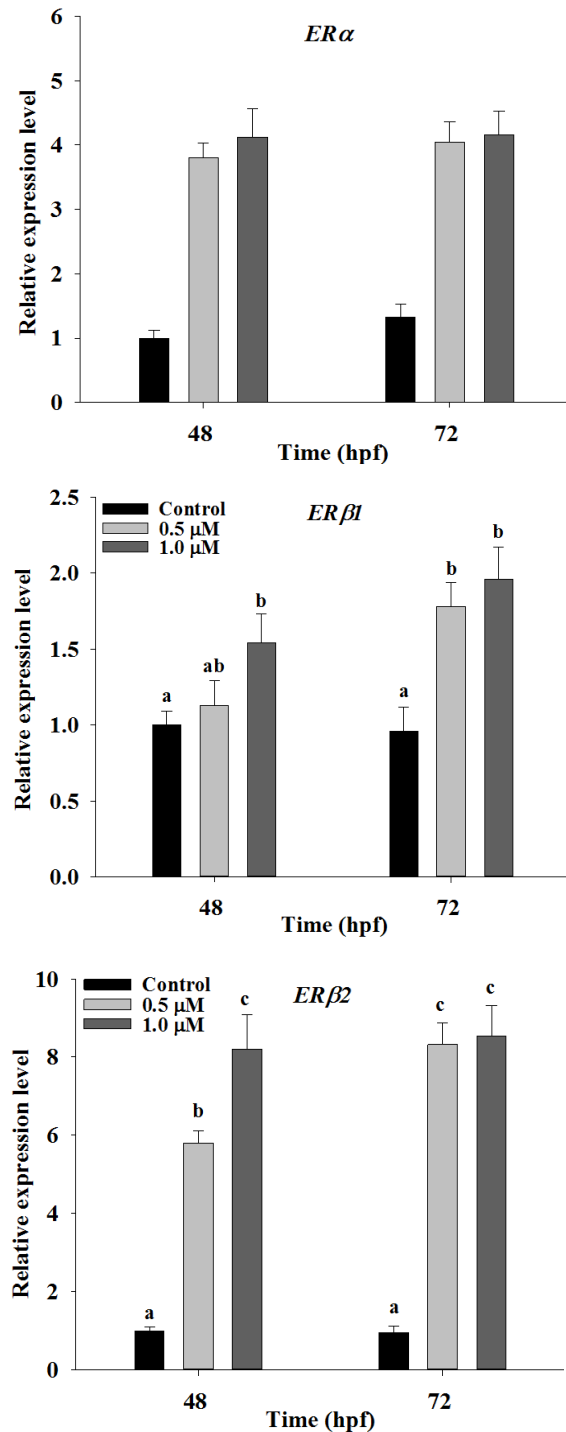 ERα
Relative expression level
6
5
4
3
2
1
0
48
72
Time (hpf)
ERβ1
Control
0.5 μM
1.0 μM
Relative expression level
2.5
2.0
1.5
1.0
0.5
0.0
a
ab
b
a
b
b
48
72
Time (hpf)
ERβ2
Control
0.5 μM
1.0 μM
Relative expression level
10
8
6
4
2
0
a
b
c
a
c
c
48
72
Time (hpf)